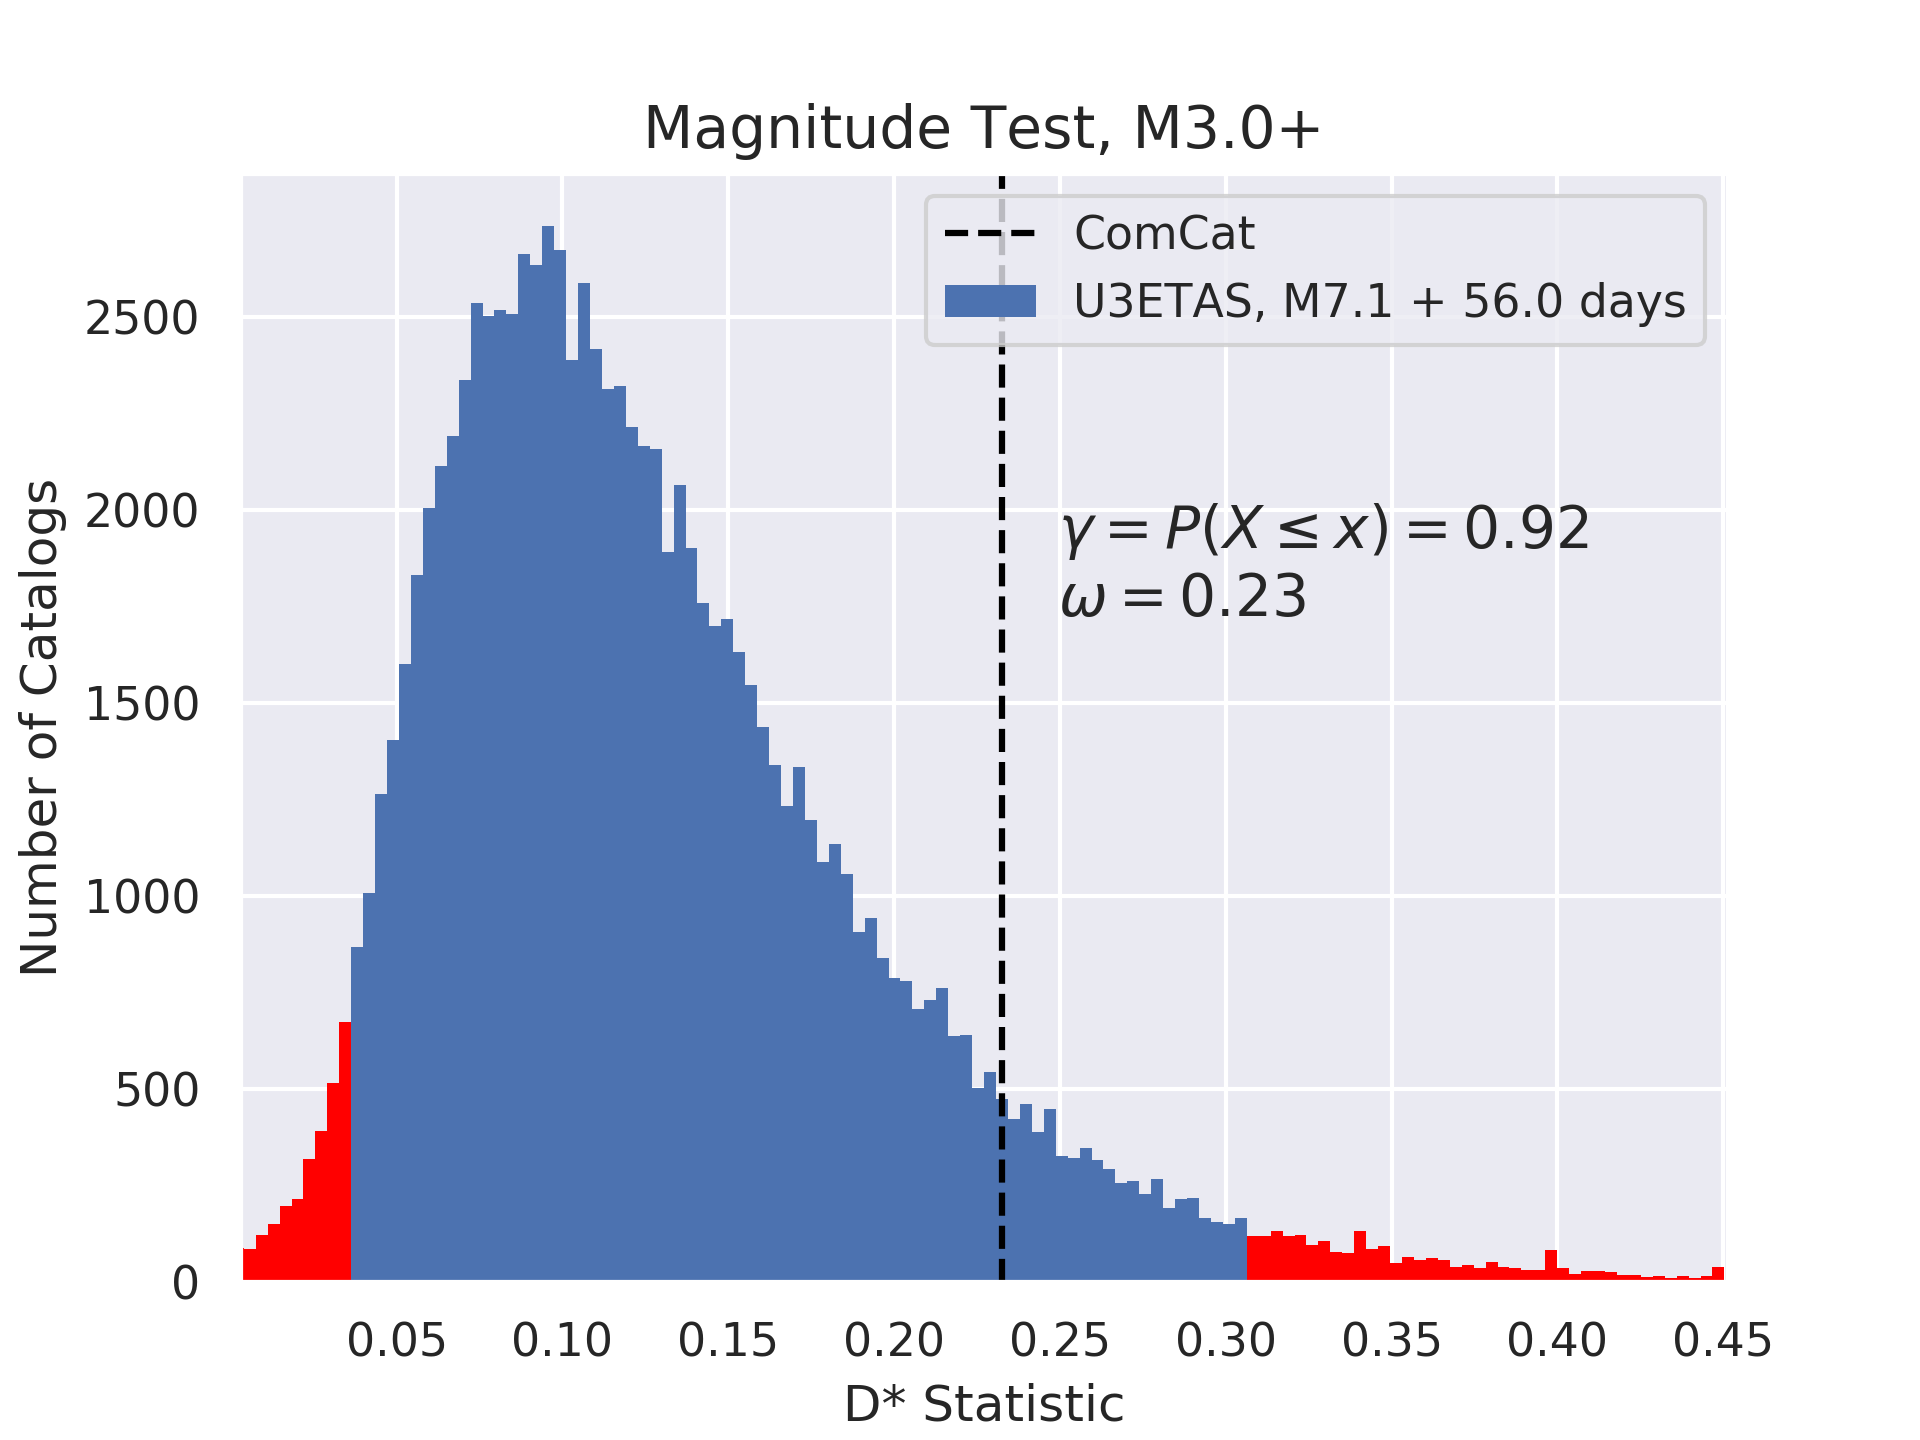 Magnitude Test, M3.0+
ComCat
U3ETAS, M7.1 + 56.0 days
γ = P(X ≤ x) = 0.92
ω = 0.23
Number of Catalogs
2500
2000
1500
1000
500
0
0.05 0.10 0.15 0.20 0.25 0.30 0.35 0.40 0.45
D* Statistic